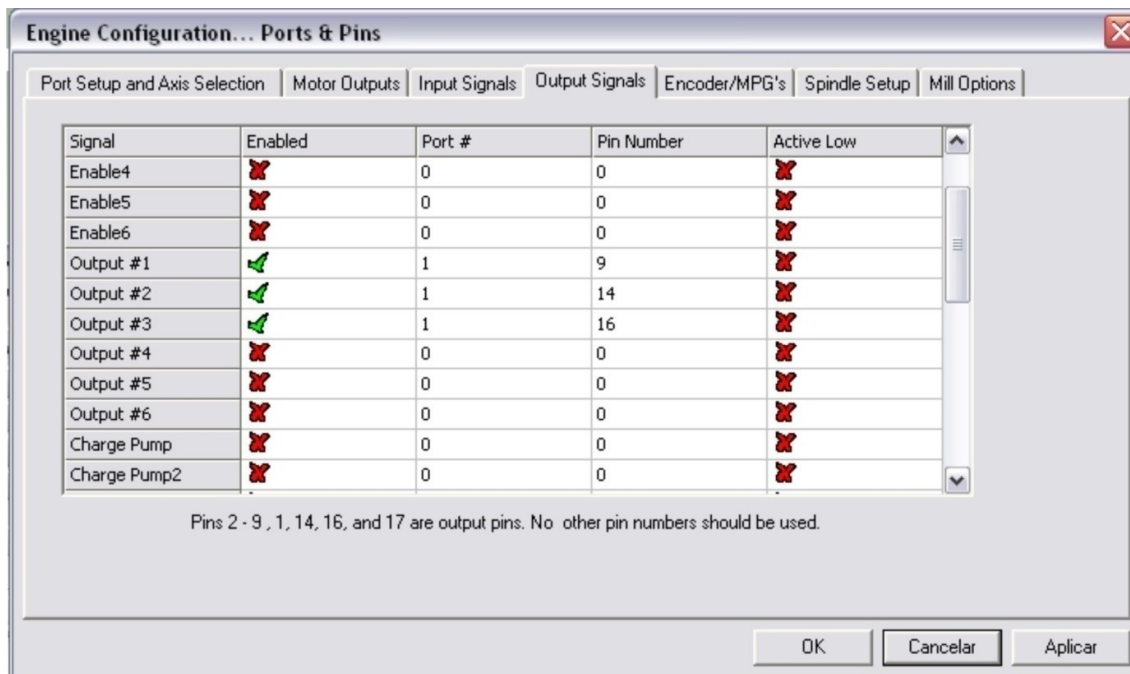 Engine Configuration... Ports & Pins
Port Setup and Axis Selection Motor Outputs Input Signals Output Signals Encoder/MPG's Spindle Setup Mill Options
Signal Enabled Port # Pin Number Active Low
Enable4 0 0
Enable5 0 0
Enable6 0 0
Output #1 1 9
Output #2 1 14
Output #3 1 16
Output #4 0 0
Output #5 0 0
Output #6 0 0
Charge Pump 0 0
Charge Pump2 0 0
Pins 2 - 9 , 1, 14, 16, and 17 are output pins. No other pin numbers should be used.
OK Cancelar Aplicar